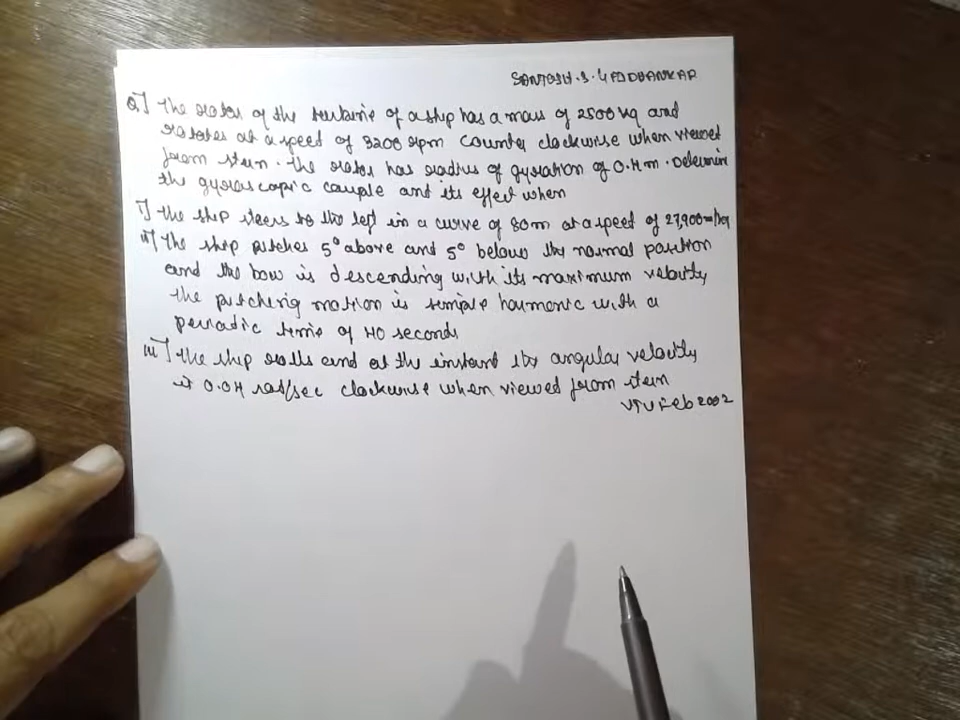 SANTOSH.S.
Q] The rotor of the turbine of a ship has a mass of 2500 kg and
rotates at a speed of 3200 rpm counter clockwise when viewed
from stern. The rotor has radius of gyration of 0.4m. Determine
the gyroscopic couple and its effect when
i] The ship steers to the left in a curve of 80m at a speed of 27,900m/hr
ii] The ship pitches 5° above and 5° below the normal position
and the bow is descending with its maximum velocity
the pitching motion is simple harmonic with a
periodic time of 40 seconds
iii] The ship rolls and at the instant its angular velocity
is 0.04 rad/sec clockwise when viewed from stern
VTU Feb 2002